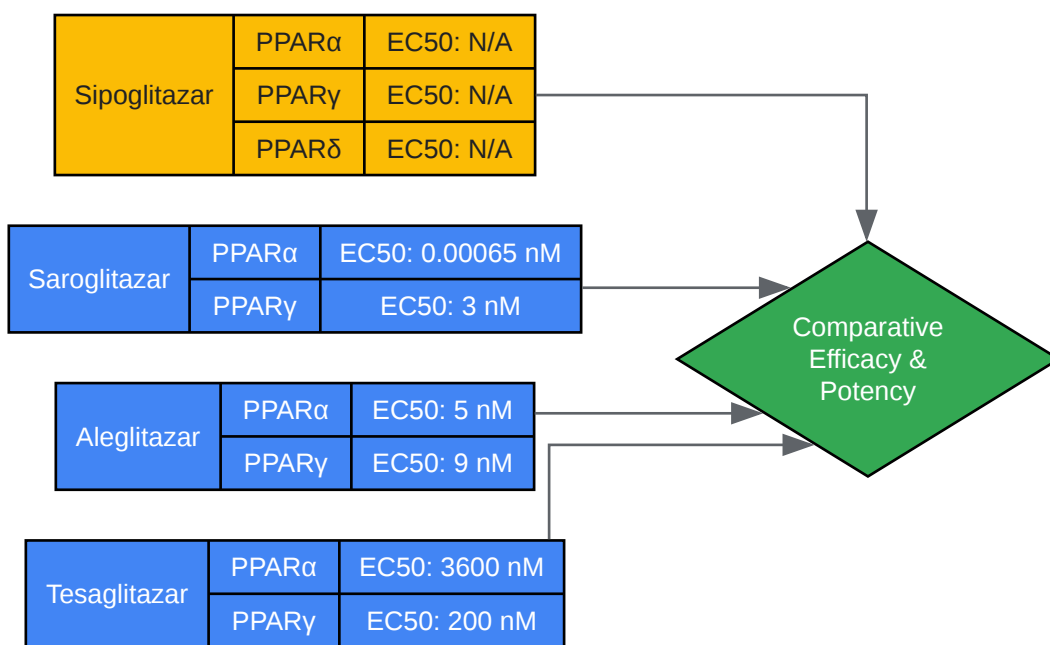 Sipoglitazar
PPARα
EC50: N/A
PPARγ
EC50: N/A
PPARδ
EC50: N/A
Saroglitazar
PPARα
EC50: 0.00065 nM
PPARγ
EC50: 3 nM
Aleglitazar
PPARα
EC50: 5 nM
PPARγ
EC50: 9 nM
Tesaglitazar
PPARα
EC50: 3600 nM
PPARγ
EC50: 200 nM
Comparative
Efficacy &
Potency